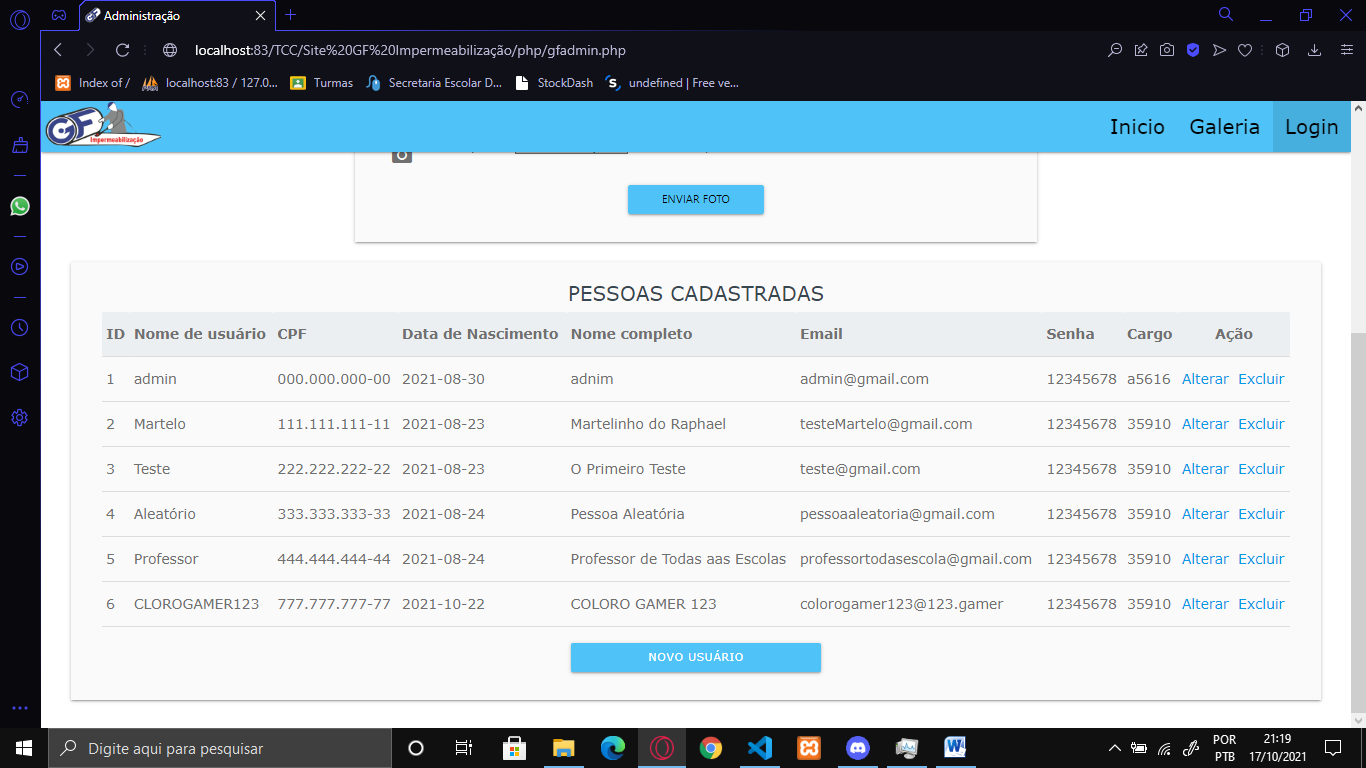 Administração
localhost:83/TCC/Site%20GF%20Impermeabilização/php/gfadmin.php
Index of / localhost:83 / 127.0... Turmas Secretaria Escolar D... StockDash undefined | Free ve...
GF Impermeabilização Inicio Galeria Login
ENVIAR FOTO
PESSOAS CADASTRADAS
ID Nome de usuário CPF Data de Nascimento Nome completo Email Senha Cargo Ação
1 admin 000.000.000-00 2021-08-30 adnim admin@gmail.com 12345678 a5616 Alterar Excluir
2 Martelo 111.111.111-11 2021-08-23 Martelinho do Raphael testeMartelo@gmail.com 12345678 35910 Alterar Excluir
3 Teste 222.222.222-22 2021-08-23 O Primeiro Teste teste@gmail.com 12345678 35910 Alterar Excluir
4 Aleatório 333.333.333-33 2021-08-24 Pessoa Aleatória pessoaaleatoria@gmail.com 12345678 35910 Alterar Excluir
5 Professor 444.444.444-44 2021-08-24 Professor de Todas aas Escolas professortodasescola@gmail.com 12345678 35910 Alterar Excluir
6 CLOROGAMER123 777.777.777-77 2021-10-22 COLORO GAMER 123 colorogamer123@123.gamer 12345678 35910 Alterar Excluir
NOVO USUÁRIO
Digite aqui para pesquisar
POR 21:19
PTB 17/10/2021